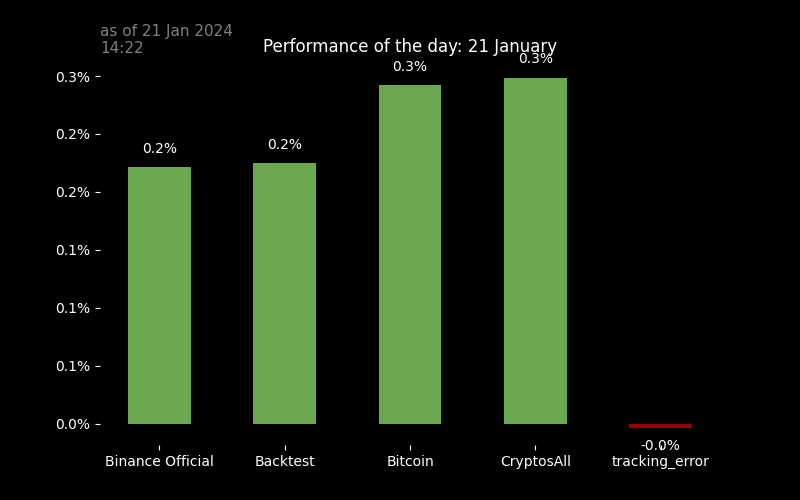 as of 21 Jan 2024
14:22
Performance of the day: 21 January
0.3%
0.3%
0.3%
0.2%
0.2%
0.2%
0.2%
0.1%
0.1%
0.1%
0.0%
-0.0%
Binance Official
Backtest
Bitcoin
CryptosAll
tracking_error